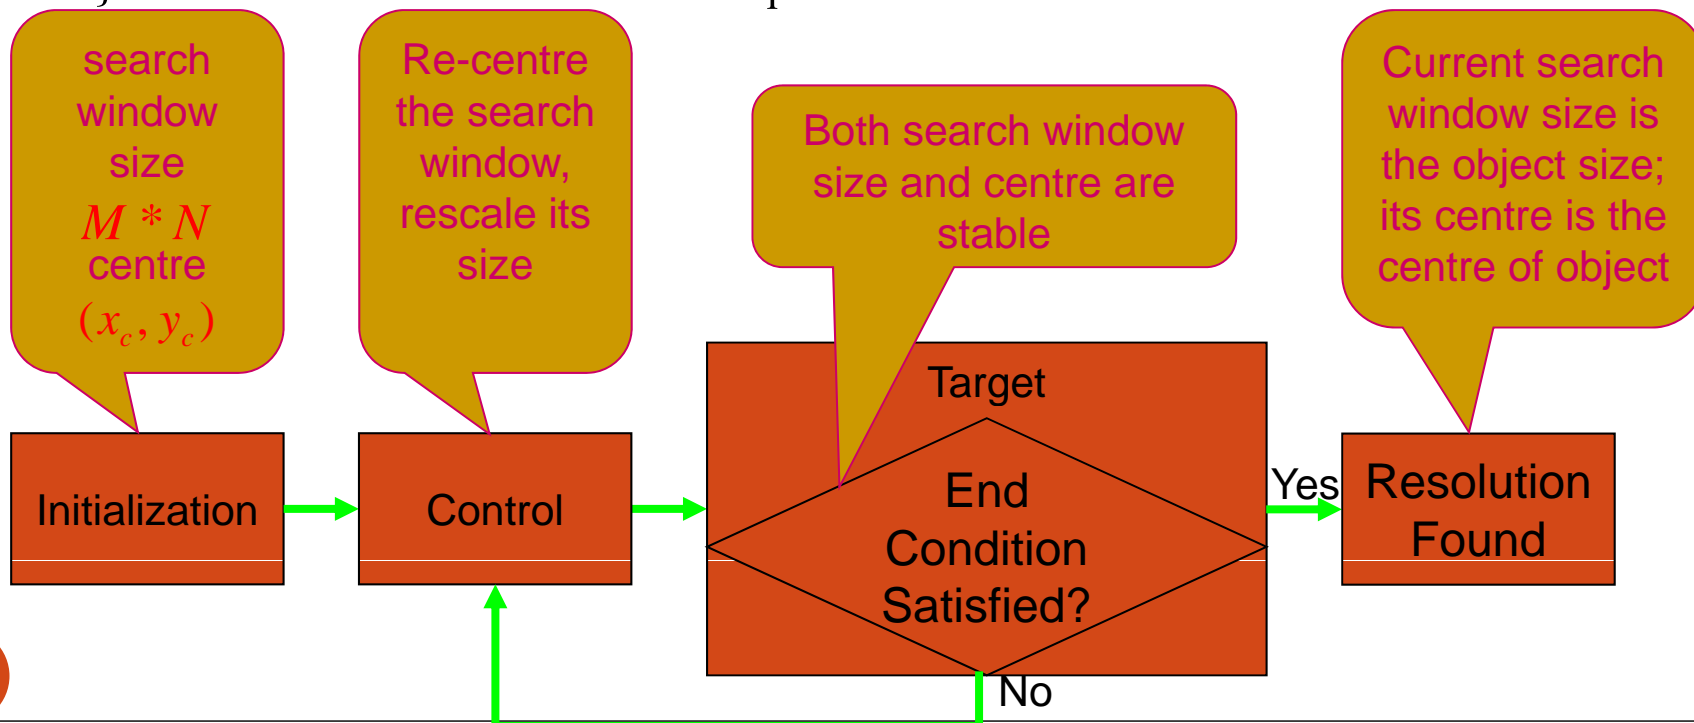 search
window
size
M * N
centre
(x_c, y_c)
Re-centre
the search
window,
rescale its
size
Both search window
size and centre are
stable
Current search
window size is
the object size;
its centre is the
centre of object
Initialization
Control
Target
End
Condition
Satisfied?
Yes
No
Resolution
Found